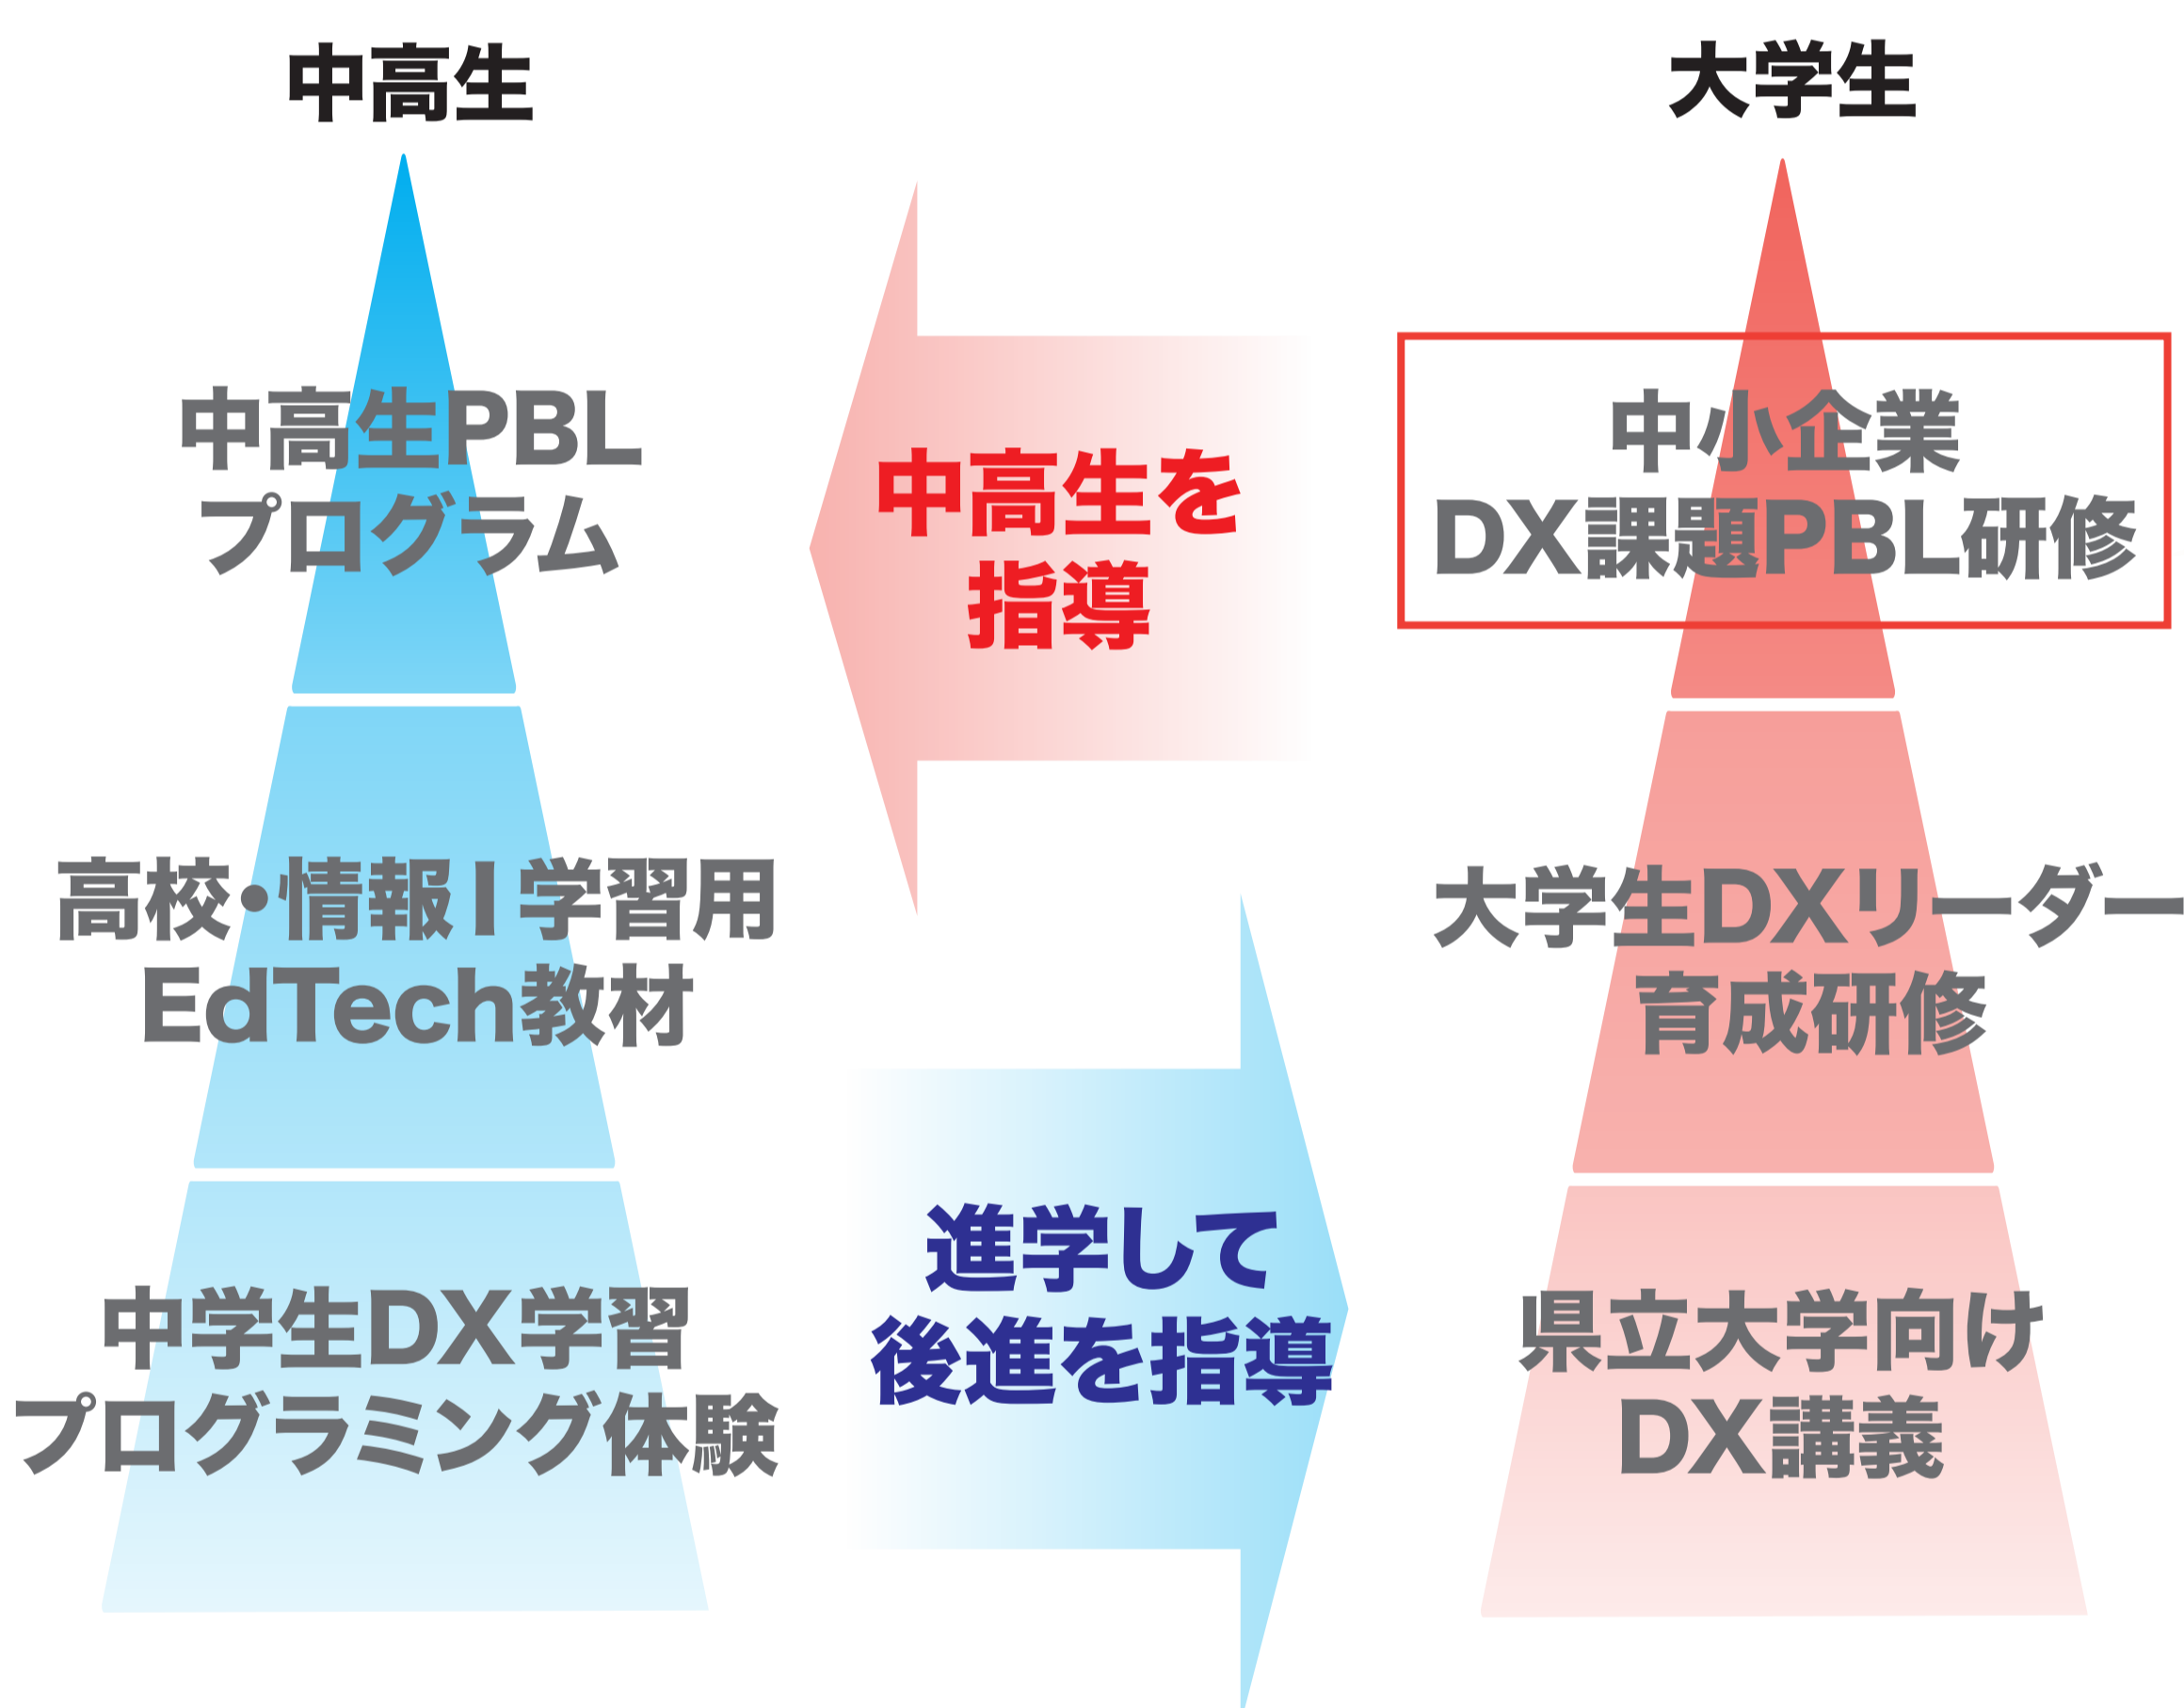 中高生
中高生PBL
プログラム
高校・情報I 学習用
EdTech教材
中学生DX学習
プログラミング体験
中高生を
指導
進学して
後進を指導
大学生
中小企業
DX課題PBL研修
大学生DXリーダー
育成研修
県立大学向け
DX講義